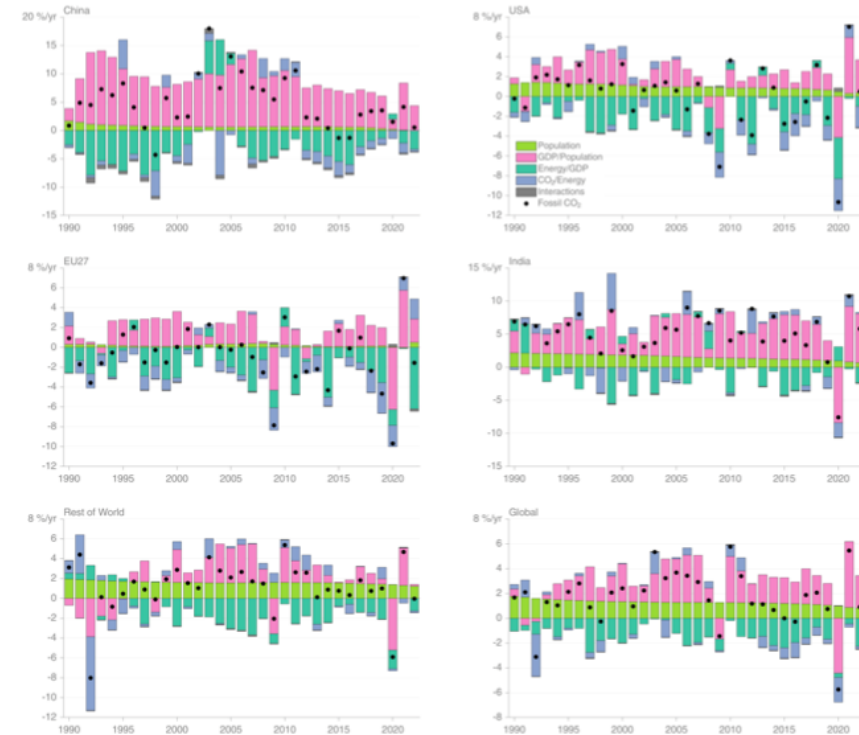 China
20 %/yr
15
10
5
0
-5
-10
-15
1990 1995 2000 2005 2010 2015 2020
USA
8 %/yr
6
4
2
0
-2
-4
-6
-8
-10
-12
Population
GDP/Population
Energy/GDP
CO₂/Energy
Interactions
Fossil CO₂
1990 1995 2000 2005 2010 2015 2020
EU27
8 %/yr
6
4
2
0
-2
-4
-6
-8
-10
-12
1990 1995 2000 2005 2010 2015 2020
India
15 %/yr
10
5
0
-5
-10
-15
1990 1995 2000 2005 2010 2015 2020
Rest of World
8 %/yr
6
4
2
0
-2
-4
-6
-8
-10
-12
1990 1995 2000 2005 2010 2015 2020
Global
8 %/yr
6
4
2
0
-2
-4
-6
-8
1990 1995 2000 2005 2010 2015 2020